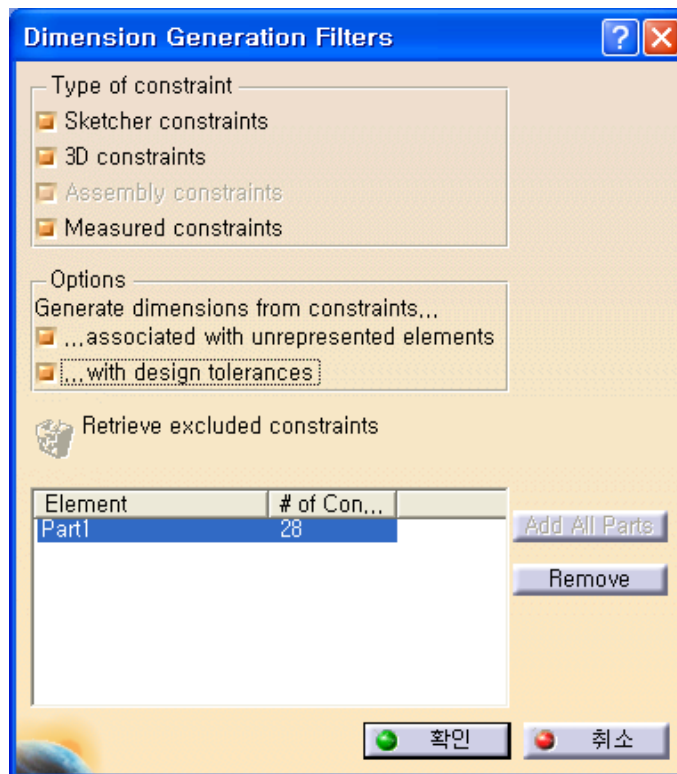 Dimension Generation Filters
Type of constraint
Sketcher constraints
3D constraints
Assembly constraints
Measured constraints
Options
Generate dimensions from constraints...
...associated with unrepresented elements
...with design tolerances
Retrieve excluded constraints
Element # of Con...
Part1 28
Add All Parts
Remove
확인 취소